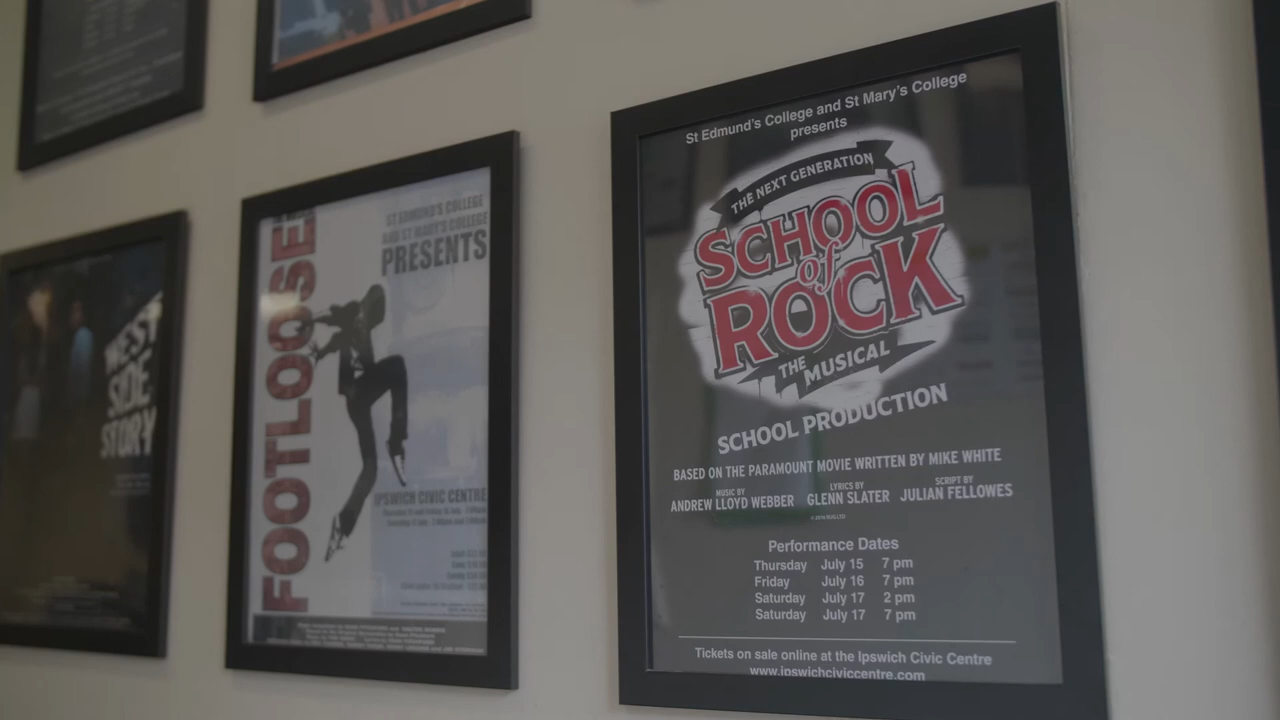 WEST
SIDE
STORY
FOOTLOOSE
ST EDMUND'S COLLEGE
AND ST MARY'S COLLEGE
PRESENTS
IPSWICH CIVIC CENTRE
St Edmund's College and St Mary's College
presents
THE NEXT GENERATION
SCHOOL
of
ROCK
THE
MUSICAL
SCHOOL PRODUCTION
BASED ON THE PARAMOUNT MOVIE WRITTEN BY MIKE WHITE
MUSIC BY LYRICS BY SCRIPT BY
ANDREW LLOYD WEBBER GLENN SLATER JULIAN FELLOWES
Performance Dates
Thursday July 15 7 pm
Friday July 16 7 pm
Saturday July 17 2 pm
Saturday July 17 7 pm
Tickets on sale online at the Ipswich Civic Centre
www.ipswichciviccentre.com